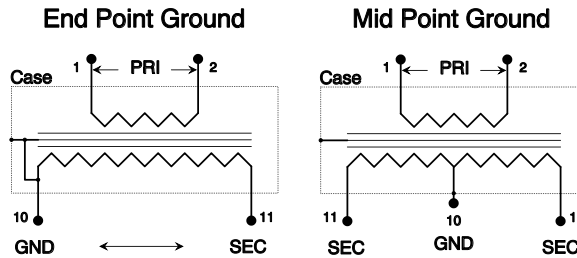 End Point Ground
Mid Point Ground
1 PRI 2
1 PRI 2
Case
Case
10
11
11
10
1
GND
SEC
SEC
GND
SEC